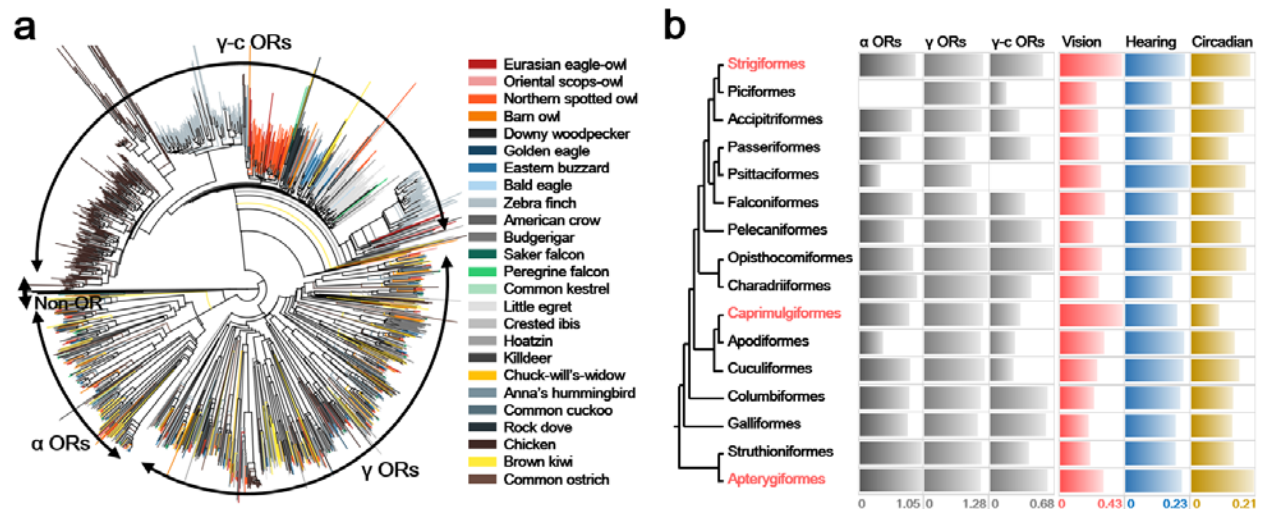 a
γ-c ORs
Non-OR
α ORs
γ ORs
Eurasian eagle-owl
Oriental scops-owl
Northern spotted owl
Barn owl
Downy woodpecker
Golden eagle
Eastern buzzard
Bald eagle
Zebra finch
American crow
Budgerigar
Saker falcon
Peregrine falcon
Common kestrel
Little egret
Crested ibis
Hoatzin
Killdeer
Chuck-will's-widow
Anna's hummingbird
Common cuckoo
Rock dove
Chicken
Brown kiwi
Common ostrich
b
α ORs γ ORs γ-c ORs Vision Hearing Circadian
Strigiformes
Piciformes
Accipitriformes
Passeriformes
Psittaciformes
Falconiformes
Pelecaniformes
Opisthocomiformes
Charadriiformes
Caprimulgiformes
Apodiformes
Cuculiformes
Columbiformes
Galliformes
Struthioniformes
Apterygiformes
0 1.05 0 1.28 0 0.68 0 0.43 0 0.23 0 0.21